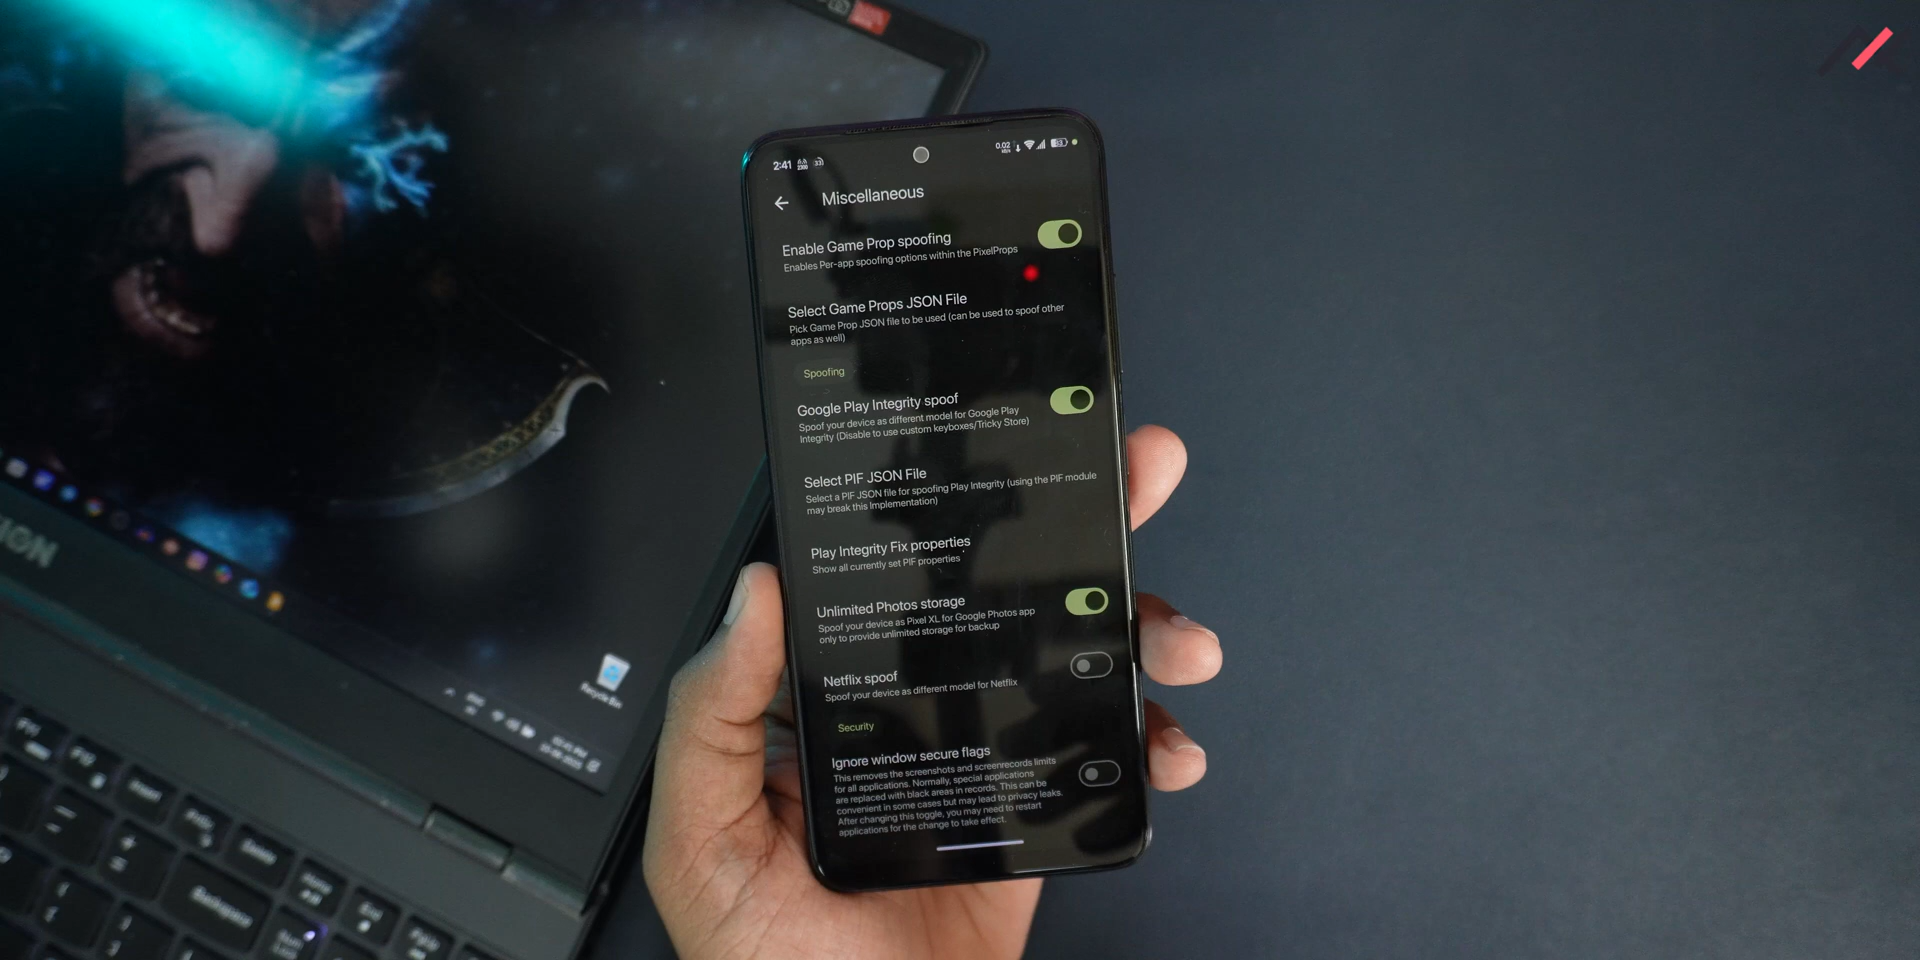 2:41
0.02
Miscellaneous
Enable Game Prop spoofing
Enables Per-app spoofing options within the PixelProps
Select Game Props JSON File
Pick Game Prop JSON file to be used (can be used to spoof other
apps as well)
Spoofing
Google Play Integrity spoof
Spoof your device as different model for Google Play
Integrity (Disable to use custom keyboxes/Tricky Store)
Select PIF JSON File
Select a PIF JSON file for spoofing Play Integrity (using the PIF module
may break this Implementation)
Play Integrity Fix properties
Show all currently set PIF properties
Unlimited Photos storage
Spoof your device as Pixel XL for Google Photos app
only to provide unlimited storage for backup
Netflix spoof
Spoof your device as different model for Netflix
Security
Ignore window secure flags
This removes the screenshots and screenrecords limits
for all applications. Normally, special applications
are replaced with black areas in records. This can be
convenient in some cases but may lead to privacy leaks.
After changing this toggle, you may need to restart
applications for the change to take effect.
Recycle Bin
Delete
Home
End
Backspace